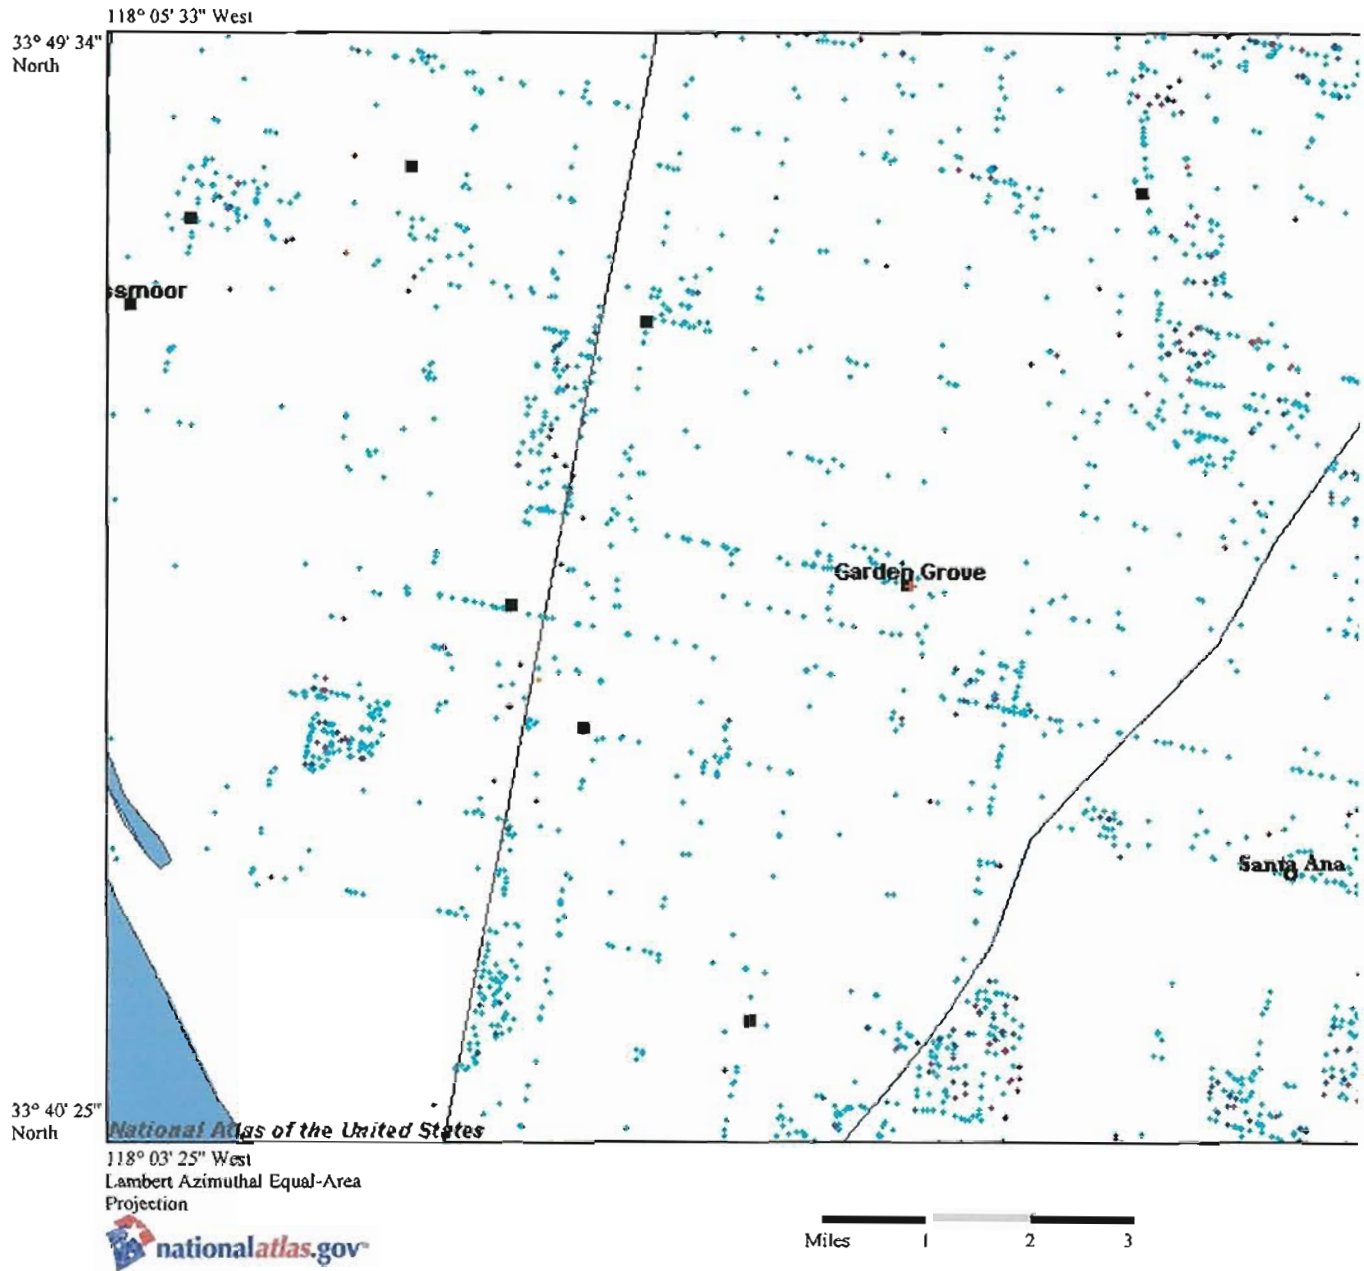 118° 05' 33" West
33° 49' 34"
North
ssmoor
Garden Grove
Santa Ana
33° 40' 25"
North
National Atlas of the United States
118° 03' 25" West
Lambert Azimuthal Equal-Area
Projection
nationalatlas.gov
Miles 1 2 3